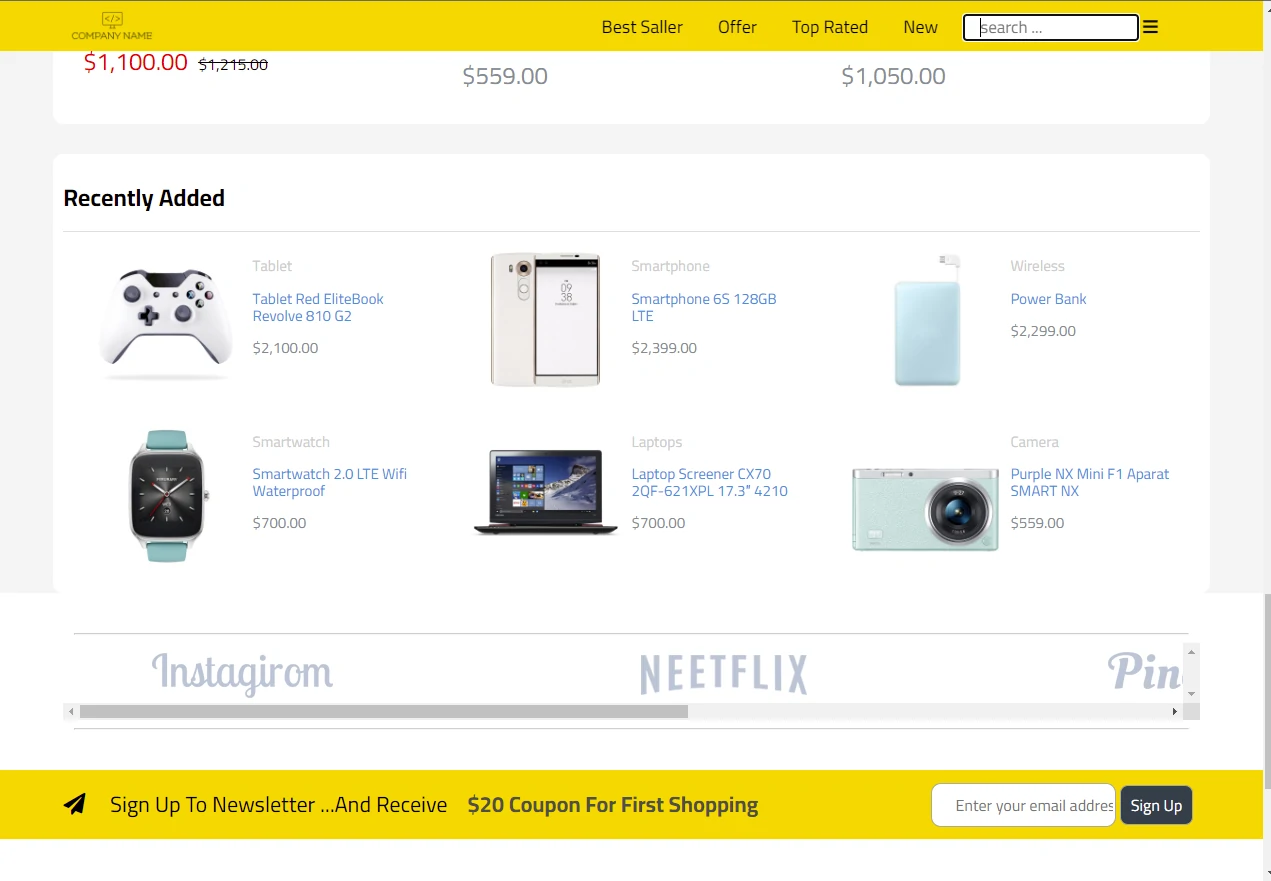 COMPANY NAME
Best Saller
Offer
Top Rated
New
search ...
$1,100.00 $1,215.00
$559.00
$1,050.00
Recently Added
Tablet
Tablet Red EliteBook
Revolve 810 G2
$2,100.00
Smartphone
Smartphone 6S 128GB
LTE
$2,399.00
Wireless
Power Bank
$2,299.00
Smartwatch
Smartwatch 2.0 LTE Wifi
Waterproof
$700.00
Laptops
Laptop Screener CX70
2QF-621XPL 17.3″ 4210
$700.00
Camera
Purple NX Mini F1 Aparat
SMART NX
$559.00
Instagirom
NEETFLIX
Pin
Sign Up To Newsletter ...And Receive $20 Coupon For First Shopping
Enter your email addres
Sign Up